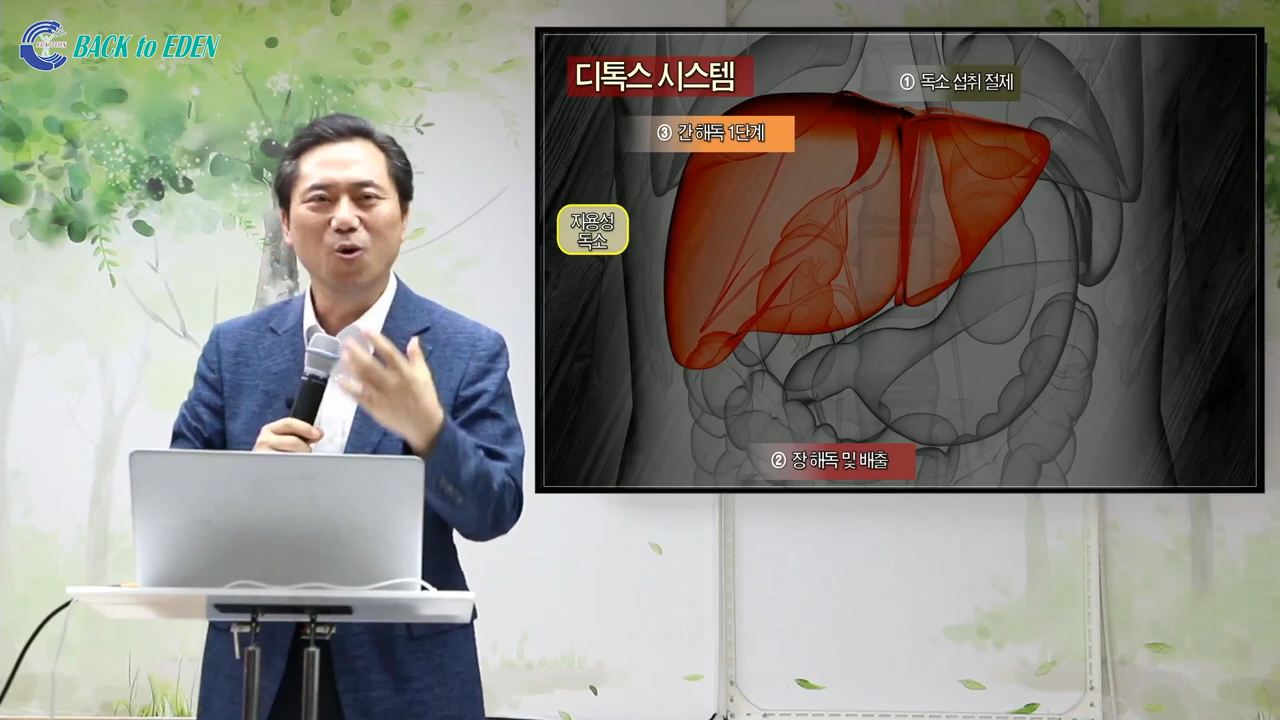 BACK to EDEN
디톡스 시스템
① 독소 섭취 절제
③ 간 해독 1단계
지용성
독소
② 장 해독 및 배출